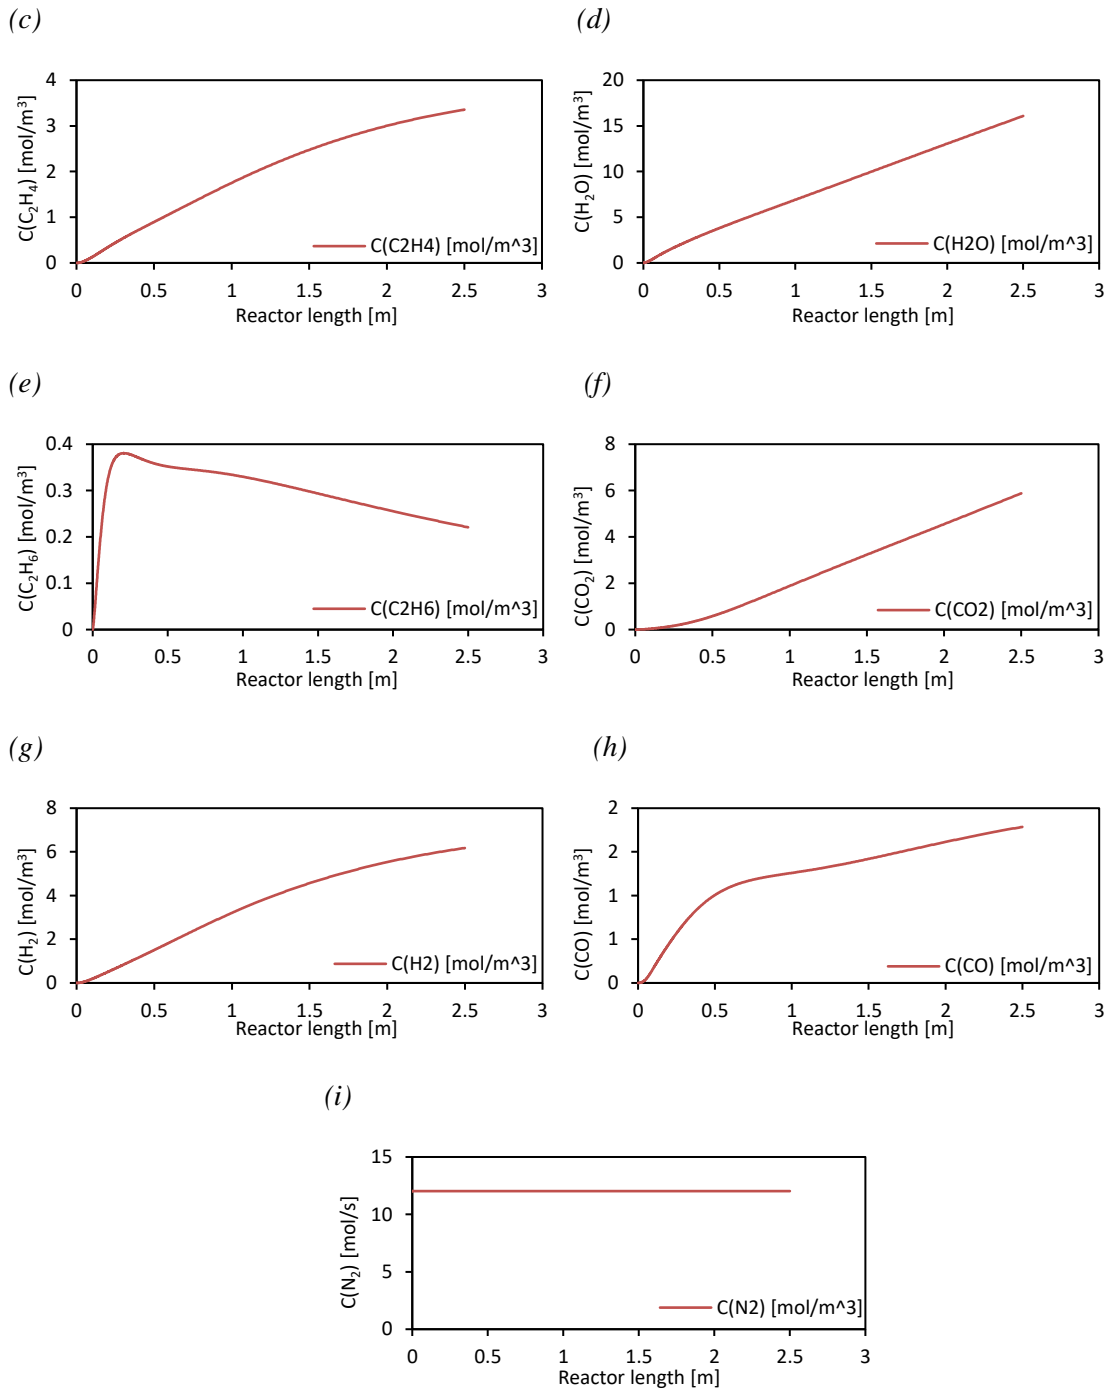 (c)
(d)
C(C₂H₄) [mol/m³]
4
3
2
1
0
C(C2H4) [mol/m^3]
0 0.5 1 1.5 2 2.5 3
Reactor length [m]
C(H₂O) [mol/m³]
20
15
10
5
0
C(H2O) [mol/m^3]
0 0.5 1 1.5 2 2.5 3
Reactor length [m]
(e)
(f)
C(C₂H₆) [mol/m³]
0.4
0.3
0.2
0.1
0
C(C2H6) [mol/m^3]
0 0.5 1 1.5 2 2.5 3
Reactor length [m]
C(CO₂) [mol/m³]
8
6
4
2
0
C(CO2) [mol/m^3]
0 0.5 1 1.5 2 2.5 3
Reactor length [m]
(g)
(h)
C(H₂) [mol/m³]
8
6
4
2
0
C(H2) [mol/m^3]
0 0.5 1 1.5 2 2.5 3
Reactor length [m]
C(CO) [mol/m³]
2
2
1
1
0
C(CO) [mol/m^3]
0 0.5 1 1.5 2 2.5 3
Reactor length [m]
(i)
C(N₂) [mol/s]
15
10
5
0
C(N2) [mol/m^3]
0 0.5 1 1.5 2 2.5 3
Reactor length [m]